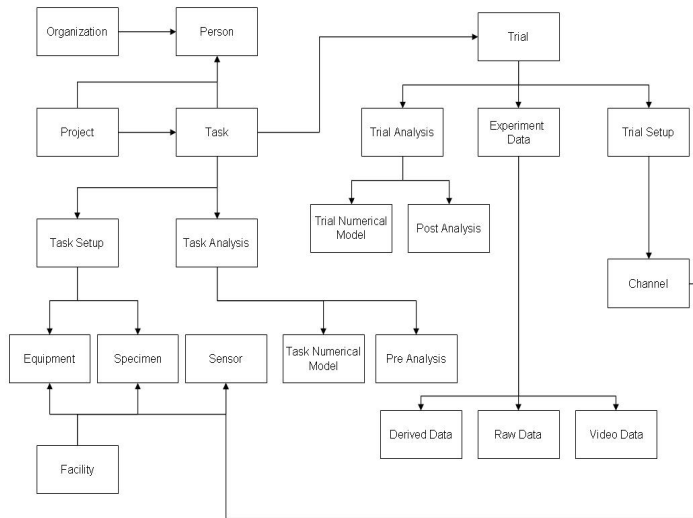 Organization
Person
Trial
Project
Task
Trial Analysis
Experiment
Data
Trial Setup
Trial Numerical
Model
Post Analysis
Task Setup
Task Analysis
Channel
Equipment
Specimen
Sensor
Task Numerical
Model
Pre Analysis
Derived Data
Raw Data
Video Data
Facility